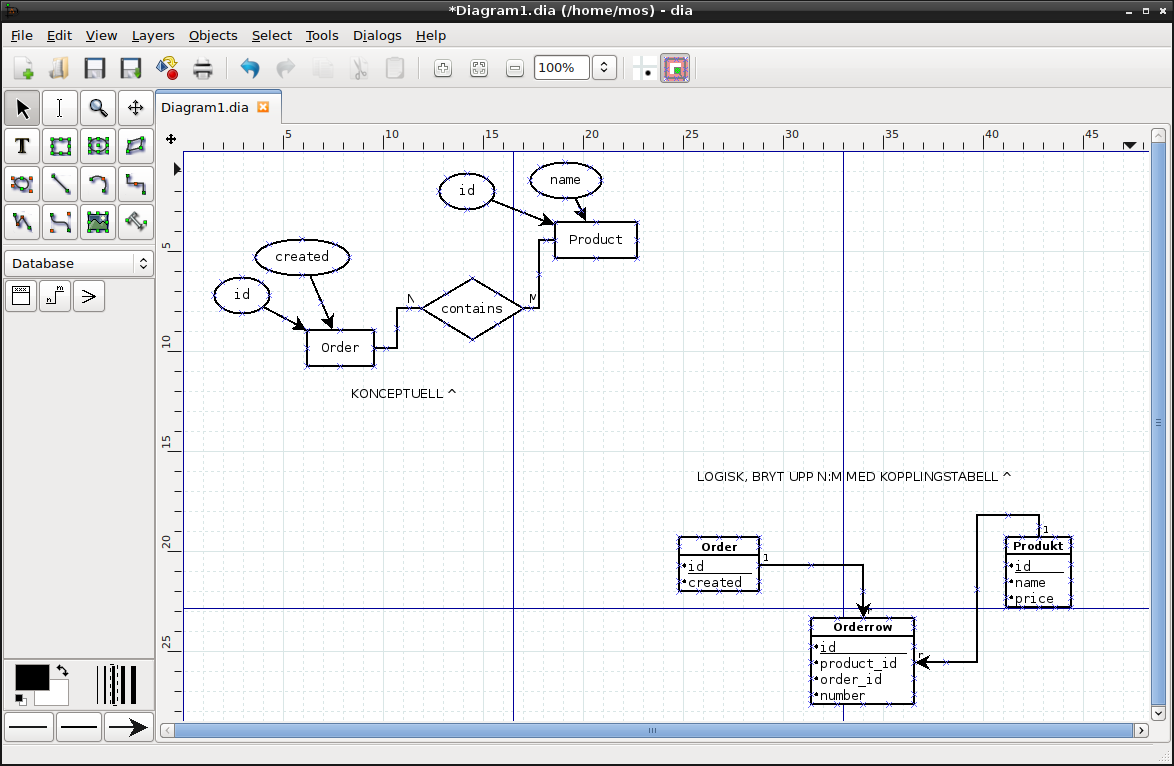 *Diagram1.dia (/home/mos) - dia
File Edit View Layers Objects Select Tools Dialogs Help
100%
Diagram1.dia
5 10 15 20 25 30 35 40 45
T
Database
5
10
15
20
25
id
name
Product
created
id
N
contains
M
Order
KONCEPTUELL ^
LOGISK, BRYT UPP N:M MED KOPPLINGSTABELL ^
Order
id
created
1
1
Produkt
id
name
price
Orderrow
id
product_id
order_id
number